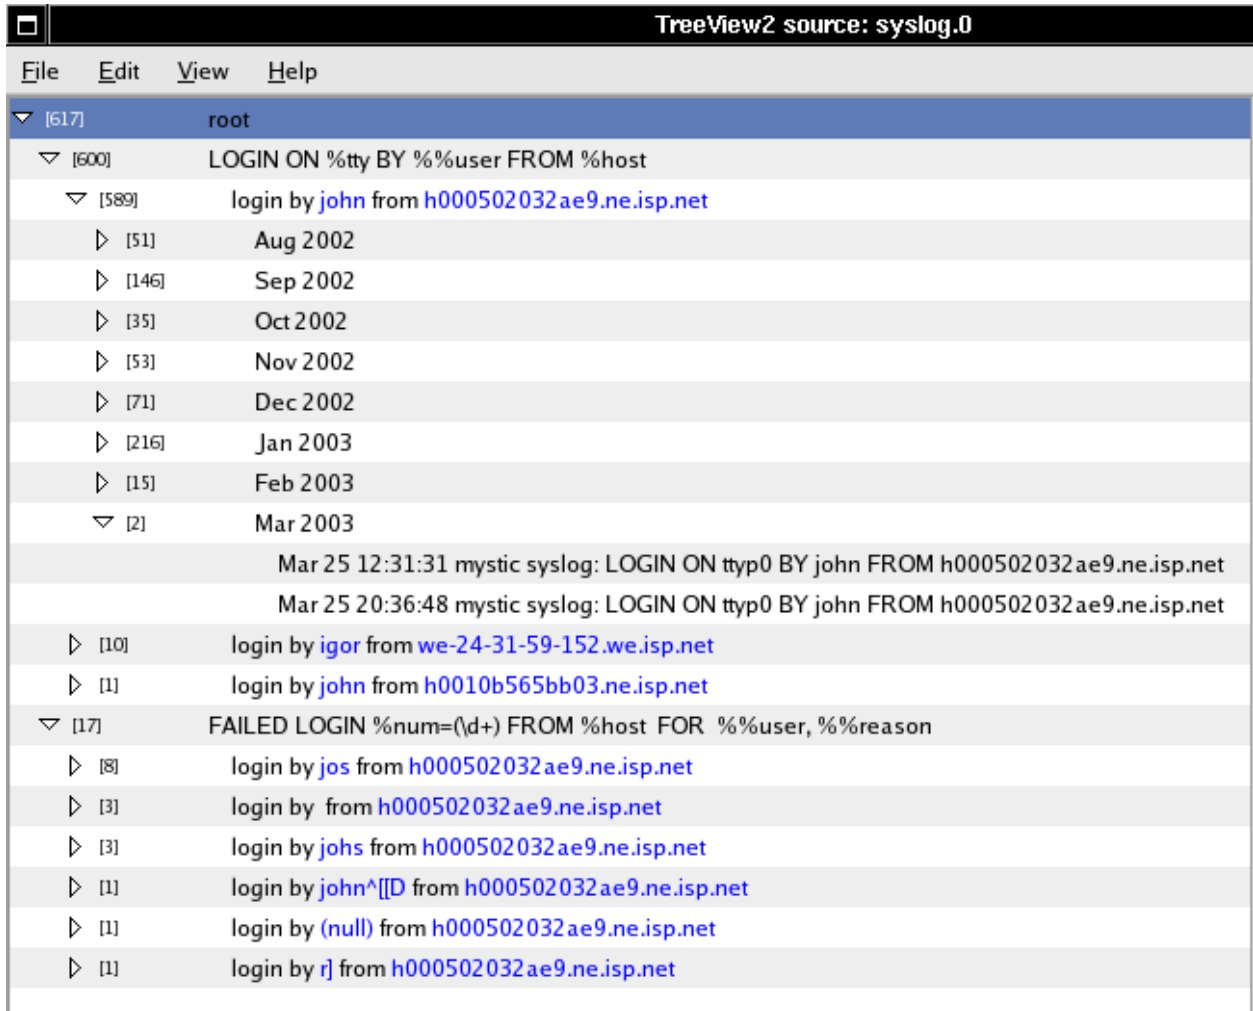 TreeView2 source: syslog.0
File Edit View Help
[617] root
[600] LOGIN ON %tty BY %%user FROM %host
[589] login by john from h000502032ae9.ne.isp.net
[51] Aug 2002
[146] Sep 2002
[35] Oct 2002
[53] Nov 2002
[71] Dec 2002
[216] Jan 2003
[15] Feb 2003
[2] Mar 2003
Mar 25 12:31:31 mystic syslog: LOGIN ON ttyp0 BY john FROM h000502032ae9.ne.isp.net
Mar 25 20:36:48 mystic syslog: LOGIN ON ttyp0 BY john FROM h000502032ae9.ne.isp.net
[10] login by igor from we-24-31-59-152.we.isp.net
[1] login by john from h0010b565bb03.ne.isp.net
[17] FAILED LOGIN %num=(\d+) FROM %host FOR %%user, %%reason
[8] login by jos from h000502032ae9.ne.isp.net
[3] login by from h000502032ae9.ne.isp.net
[3] login by johs from h000502032ae9.ne.isp.net
[1] login by john^[[D from h000502032ae9.ne.isp.net
[1] login by (null) from h000502032ae9.ne.isp.net
[1] login by r] from h000502032ae9.ne.isp.net